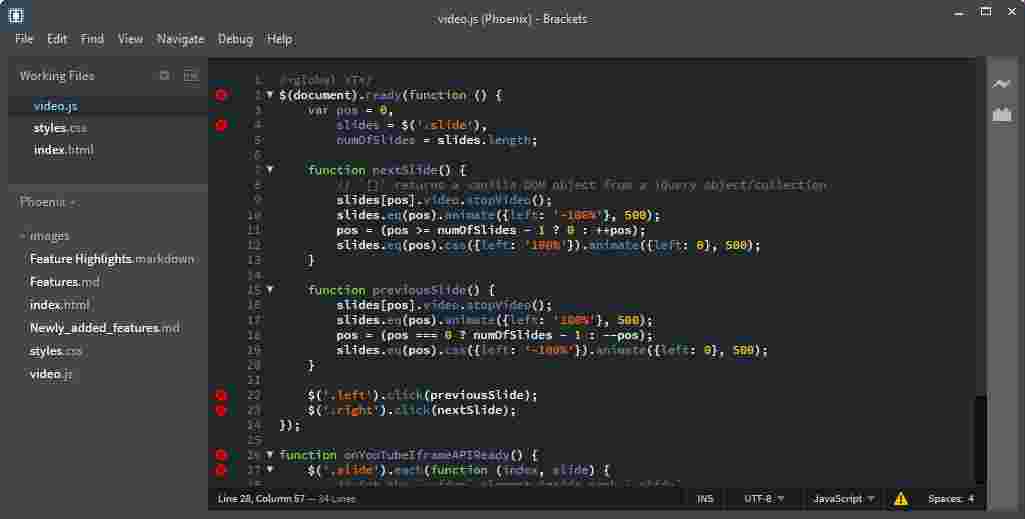 video.js (Phoenix) - Brackets
File Edit Find View Navigate Debug Help
Working Files
video.js
styles.css
index.html
Phoenix
images
Feature Highlights.markdown
Features.md
index.html
Newly_added_features.md
styles.css
video.js
1 /*global YT*/
2 $(document).ready(function () {
3 var pos = 0,
4 slides = $('.slide'),
5 numOfSlides = slides.length;
6
7 function nextSlide() {
8 // `[]` returns a vanilla DOM object from a jQuery object/collection
9 slides[pos].video.stopVideo();
10 slides.eq(pos).animate({left: '-100%'}, 500);
11 pos = (pos >= numOfSlides - 1 ? 0 : ++pos);
12 slides.eq(pos).css({left: '100%'}).animate({left: 0}, 500);
13 }
14
15 function previousSlide() {
16 slides[pos].video.stopVideo();
17 slides.eq(pos).animate({left: '100%'}, 500);
18 pos = (pos === 0 ? numOfSlides - 1 : --pos);
19 slides.eq(pos).css({left: '-100%'}).animate({left: 0}, 500);
20 }
21
22 $('.left').click(previousSlide);
23 $('.right').click(nextSlide);
24 });
25
26 function onYouTubeIframeAPIReady() {
27 $('.slide').each(function (index, slide) {
Line 28, Column 57 — 34 Lines INS UTF-8 JavaScript Spaces: 4